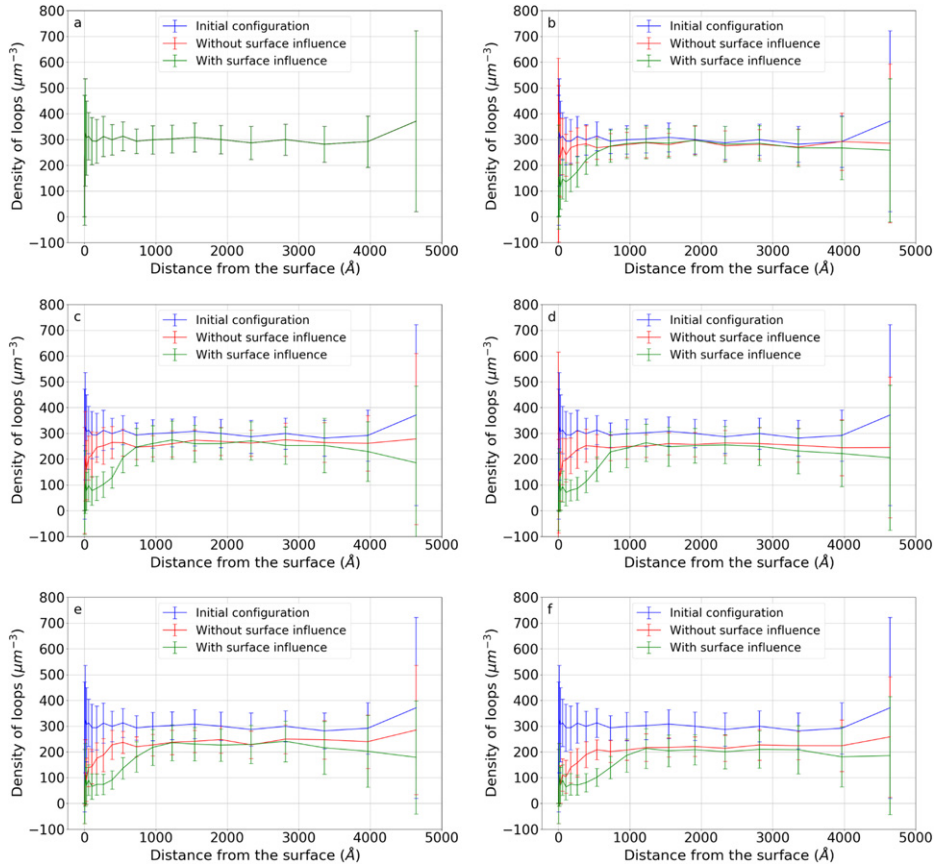 a
Initial configuration
Without surface influence
With surface influence
800
700
600
500
400
300
200
100
0
−100
Density of loops (μm⁻³)
0 1000 2000 3000 4000 5000
Distance from the surface (Å)
b
Initial configuration
Without surface influence
With surface influence
800
700
600
500
400
300
200
100
0
−100
Density of loops (μm⁻³)
0 1000 2000 3000 4000 5000
Distance from the surface (Å)
c
Initial configuration
Without surface influence
With surface influence
800
700
600
500
400
300
200
100
0
−100
Density of loops (μm⁻³)
0 1000 2000 3000 4000 5000
Distance from the surface (Å)
d
Initial configuration
Without surface influence
With surface influence
800
700
600
500
400
300
200
100
0
−100
Density of loops (μm⁻³)
0 1000 2000 3000 4000 5000
Distance from the surface (Å)
e
Initial configuration
Without surface influence
With surface influence
800
700
600
500
400
300
200
100
0
−100
Density of loops (μm⁻³)
0 1000 2000 3000 4000 5000
Distance from the surface (Å)
f
Initial configuration
Without surface influence
With surface influence
800
700
600
500
400
300
200
100
0
−100
Density of loops (μm⁻³)
0 1000 2000 3000 4000 5000
Distance from the surface (Å)